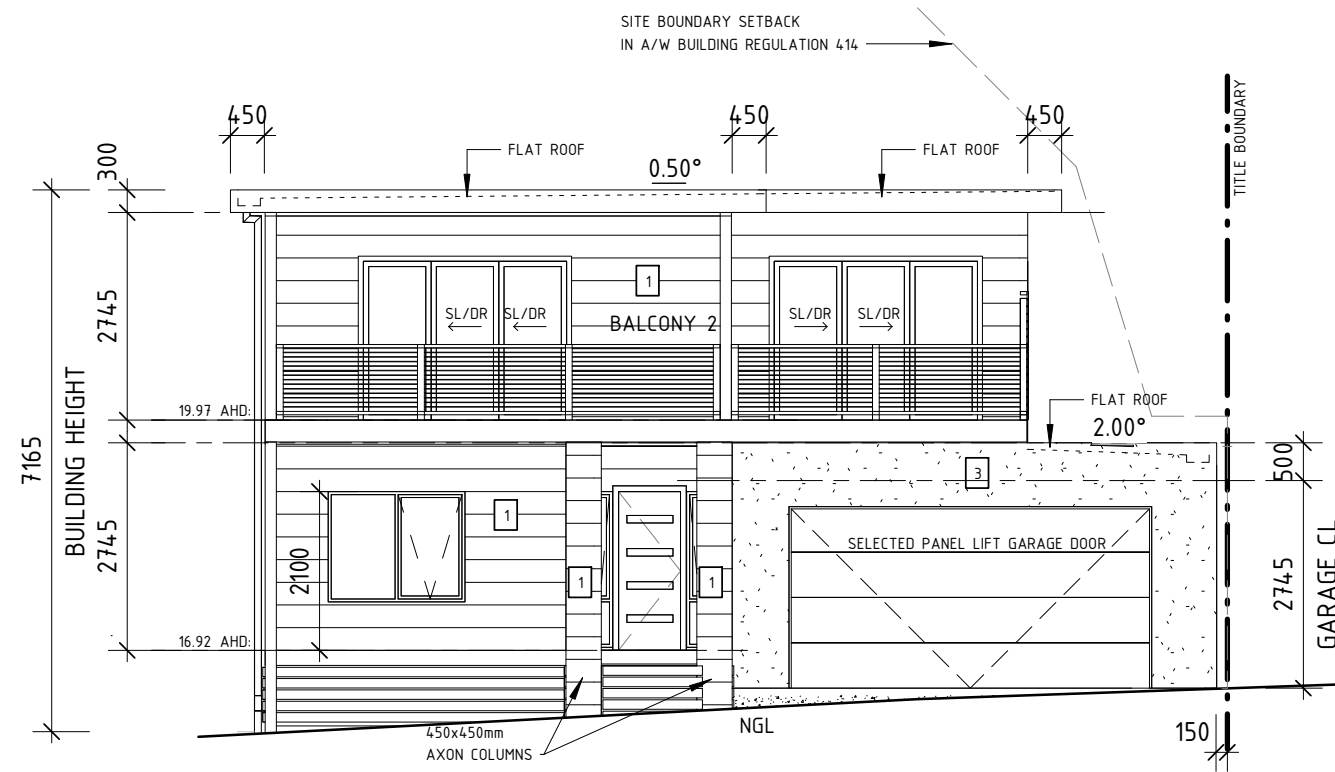 SITE BOUNDARY SETBACK
IN A/W BUILDING REGULATION 414
TITLE BOUNDARY
450
450
450
300
FLAT ROOF
0.50°
FLAT ROOF
2745
SL/DR
SL/DR
1
BALCONY 2
SL/DR
SL/DR
19.97 AHD:
FLAT ROOF
2.00°
7165
BUILDING HEIGHT
2745
2100
1
1
1
3
500
SELECTED PANEL LIFT GARAGE DOOR
2745
GARAGE CL
16.92 AHD:
450x450mm
AXON COLUMNS
NGL
150